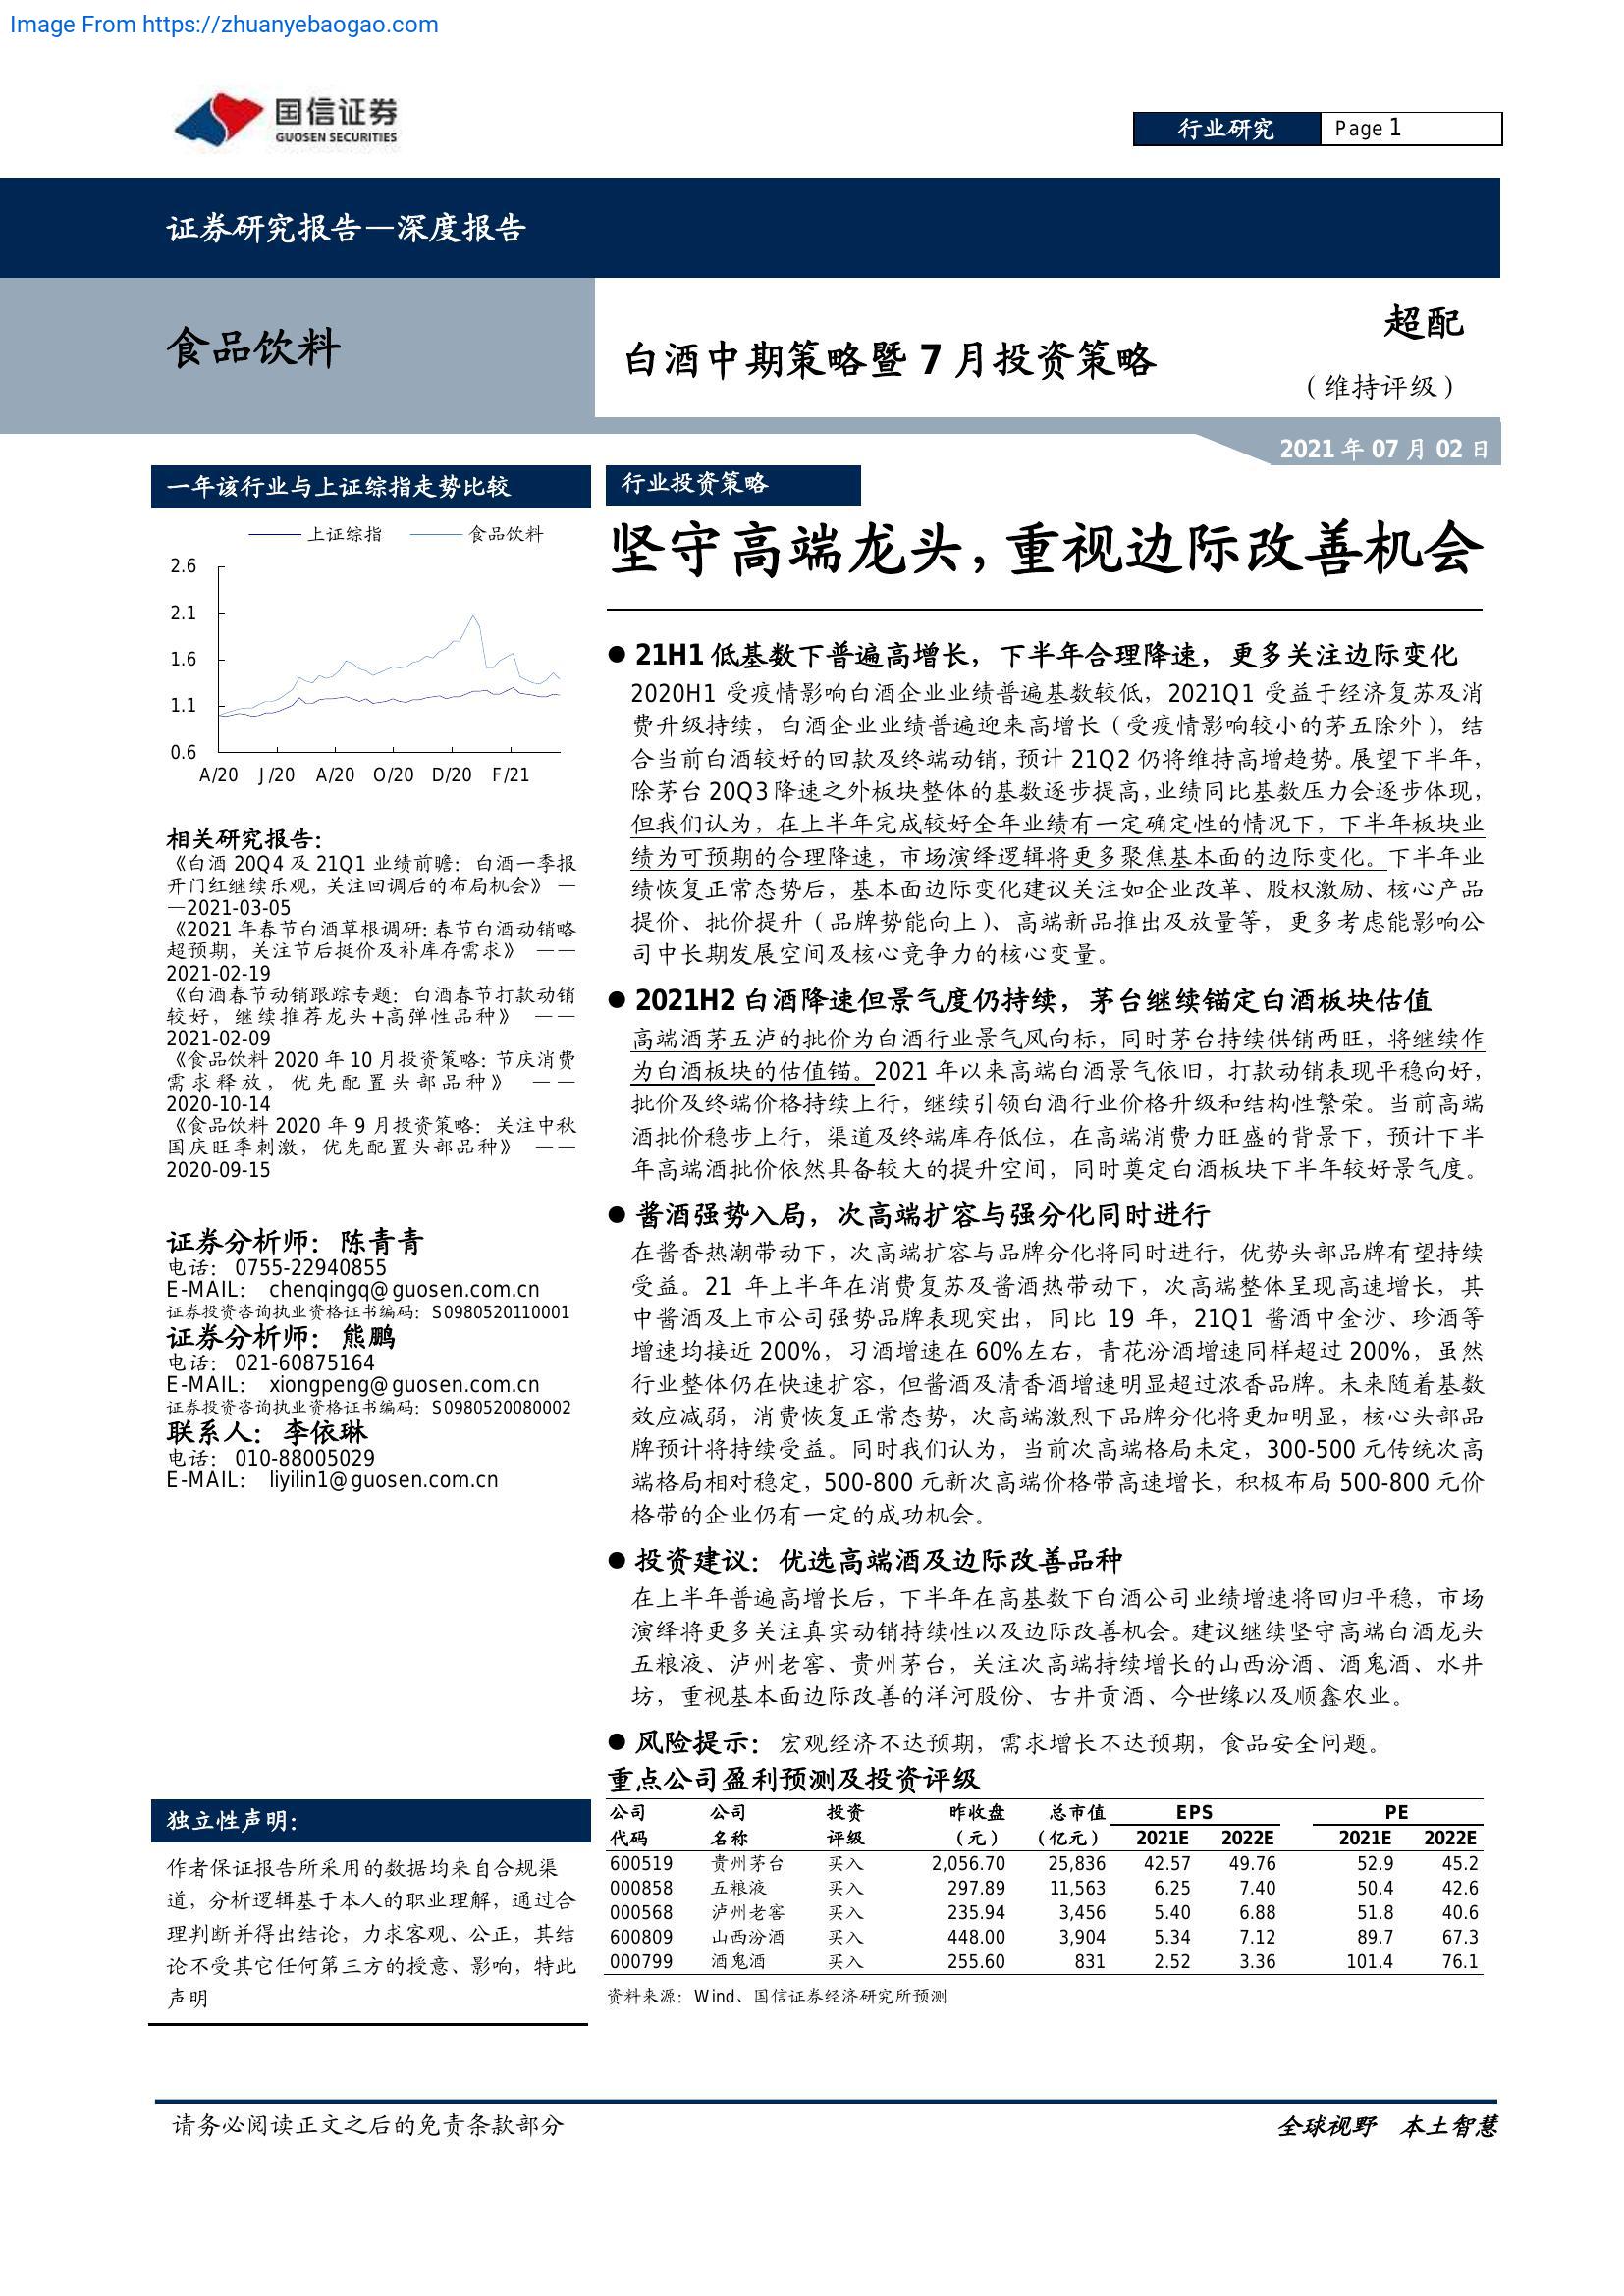 Image From https://zhuanyebaogao.com
国信证券
GUOSEN SECURITIES
行业研究
Page 1
证券研究报告—深度报告
食品饮料
白酒中期策略暨 7 月投资策略
超配
（维持评级）
2021 年 07 月 02 日
一年该行业与上证综指走势比较
上证综指 食品饮料
2.6
2.1
1.6
1.1
0.6
A/20 J/20 A/20 O/20 D/20 F/21
相关研究报告：
《白酒 20Q4 及 21Q1 业绩前瞻：白酒一季报
开门红继续乐观，关注回调后的布局机会》 —
—2021-03-05
《2021 年春节白酒草根调研：春节白酒动销略
超预期，关注节后挺价及补库存需求》 ——
2021-02-19
《白酒春节动销跟踪专题：白酒春节打款动销
较好，继续推荐龙头+高弹性品种》 ——
2021-02-09
《食品饮料 2020 年 10 月投资策略：节庆消费
需求释放，优先配置头部品种》 ——
2020-10-14
《食品饮料 2020 年 9 月投资策略：关注中秋
国庆旺季刺激，优先配置头部品种》 ——
2020-09-15
证券分析师：陈青青
电话： 0755-22940855
E-MAIL： chenqingq@guosen.com.cn
证券投资咨询执业资格证书编码：S0980520110001
证券分析师：熊鹏
电话： 021-60875164
E-MAIL： xiongpeng@guosen.com.cn
证券投资咨询执业资格证书编码：S0980520080002
联系人：李依琳
电话： 010-88005029
E-MAIL： liyilin1@guosen.com.cn
独立性声明：
作者保证报告所采用的数据均来自合规渠
道，分析逻辑基于本人的职业理解，通过合
理判断并得出结论，力求客观、公正，其结
论不受其它任何第三方的授意、影响，特此
声明
行业投资策略
坚守高端龙头，重视边际改善机会
● 21H1 低基数下普遍高增长，下半年合理降速，更多关注边际变化
2020H1 受疫情影响白酒企业业绩普遍基数较低，2021Q1 受益于经济复苏及消
费升级持续，白酒企业业绩普遍迎来高增长（受疫情影响较小的茅五除外），结
合当前白酒较好的回款及终端动销，预计 21Q2 仍将维持高增趋势。展望下半年，
除茅台 20Q3 降速之外板块整体的基数逐步提高，业绩同比基数压力会逐步体现，
但我们认为，在上半年完成较好全年业绩有一定确定性的情况下，下半年板块业
绩为可预期的合理降速，市场演绎逻辑将更多聚焦基本面的边际变化。下半年业
绩恢复正常态势后，基本面边际变化建议关注如企业改革、股权激励、核心产品
提价、批价提升（品牌势能向上）、高端新品推出及放量等，更多考虑能影响公
司中长期发展空间及核心竞争力的核心变量。
● 2021H2 白酒降速但景气度仍持续，茅台继续锚定白酒板块估值
高端酒茅五泸的批价为白酒行业景气风向标，同时茅台持续供销两旺，将继续作
为白酒板块的估值锚。2021 年以来高端白酒景气依旧，打款动销表现平稳向好，
批价及终端价格持续上行，继续引领白酒行业价格升级和结构性繁荣。当前高端
酒批价稳步上行，渠道及终端库存低位，在高端消费力旺盛的背景下，预计下半
年高端酒批价依然具备较大的提升空间，同时奠定白酒板块下半年较好景气度。
● 酱酒强势入局，次高端扩容与强分化同时进行
在酱香热潮带动下，次高端扩容与品牌分化将同时进行，优势头部品牌有望持续
受益。21 年上半年在消费复苏及酱酒热带动下，次高端整体呈现高速增长，其
中酱酒及上市公司强势品牌表现突出，同比 19 年，21Q1 酱酒中金沙、珍酒等
增速均接近 200%，习酒增速在 60%左右，青花汾酒增速同样超过 200%，虽然
行业整体仍在快速扩容，但酱酒及清香酒增速明显超过浓香品牌。未来随着基数
效应减弱，消费恢复正常态势，次高端激烈下品牌分化将更加明显，核心头部品
牌预计将持续受益。同时我们认为，当前次高端格局未定，300-500 元传统次高
端格局相对稳定，500-800 元新次高端价格带高速增长，积极布局 500-800 元价
格带的企业仍有一定的成功机会。
● 投资建议：优选高端酒及边际改善品种
在上半年普遍高增长后，下半年在高基数下白酒公司业绩增速将回归平稳，市场
演绎将更多关注真实动销持续性以及边际改善机会。建议继续坚守高端白酒龙头
五粮液、泸州老窖、贵州茅台，关注次高端持续增长的山西汾酒、酒鬼酒、水井
坊，重视基本面边际改善的洋河股份、古井贡酒、今世缘以及顺鑫农业。
● 风险提示：宏观经济不达预期，需求增长不达预期，食品安全问题。
重点公司盈利预测及投资评级
公司 公司 投资 昨收盘 总市值 EPS PE
代码 名称 评级 （元） （亿元） 2021E 2022E 2021E 2022E
600519 贵州茅台 买入 2,056.70 25,836 42.57 49.76 52.9 45.2
000858 五粮液 买入 297.89 11,563 6.25 7.40 50.4 42.6
000568 泸州老窖 买入 235.94 3,456 5.40 6.88 51.8 40.6
600809 山西汾酒 买入 448.00 3,904 5.34 7.12 89.7 67.3
000799 酒鬼酒 买入 255.60 831 2.52 3.36 101.4 76.1
资料来源：Wind、国信证券经济研究所预测
请务必阅读正文之后的免责条款部分
全球视野 本土智慧